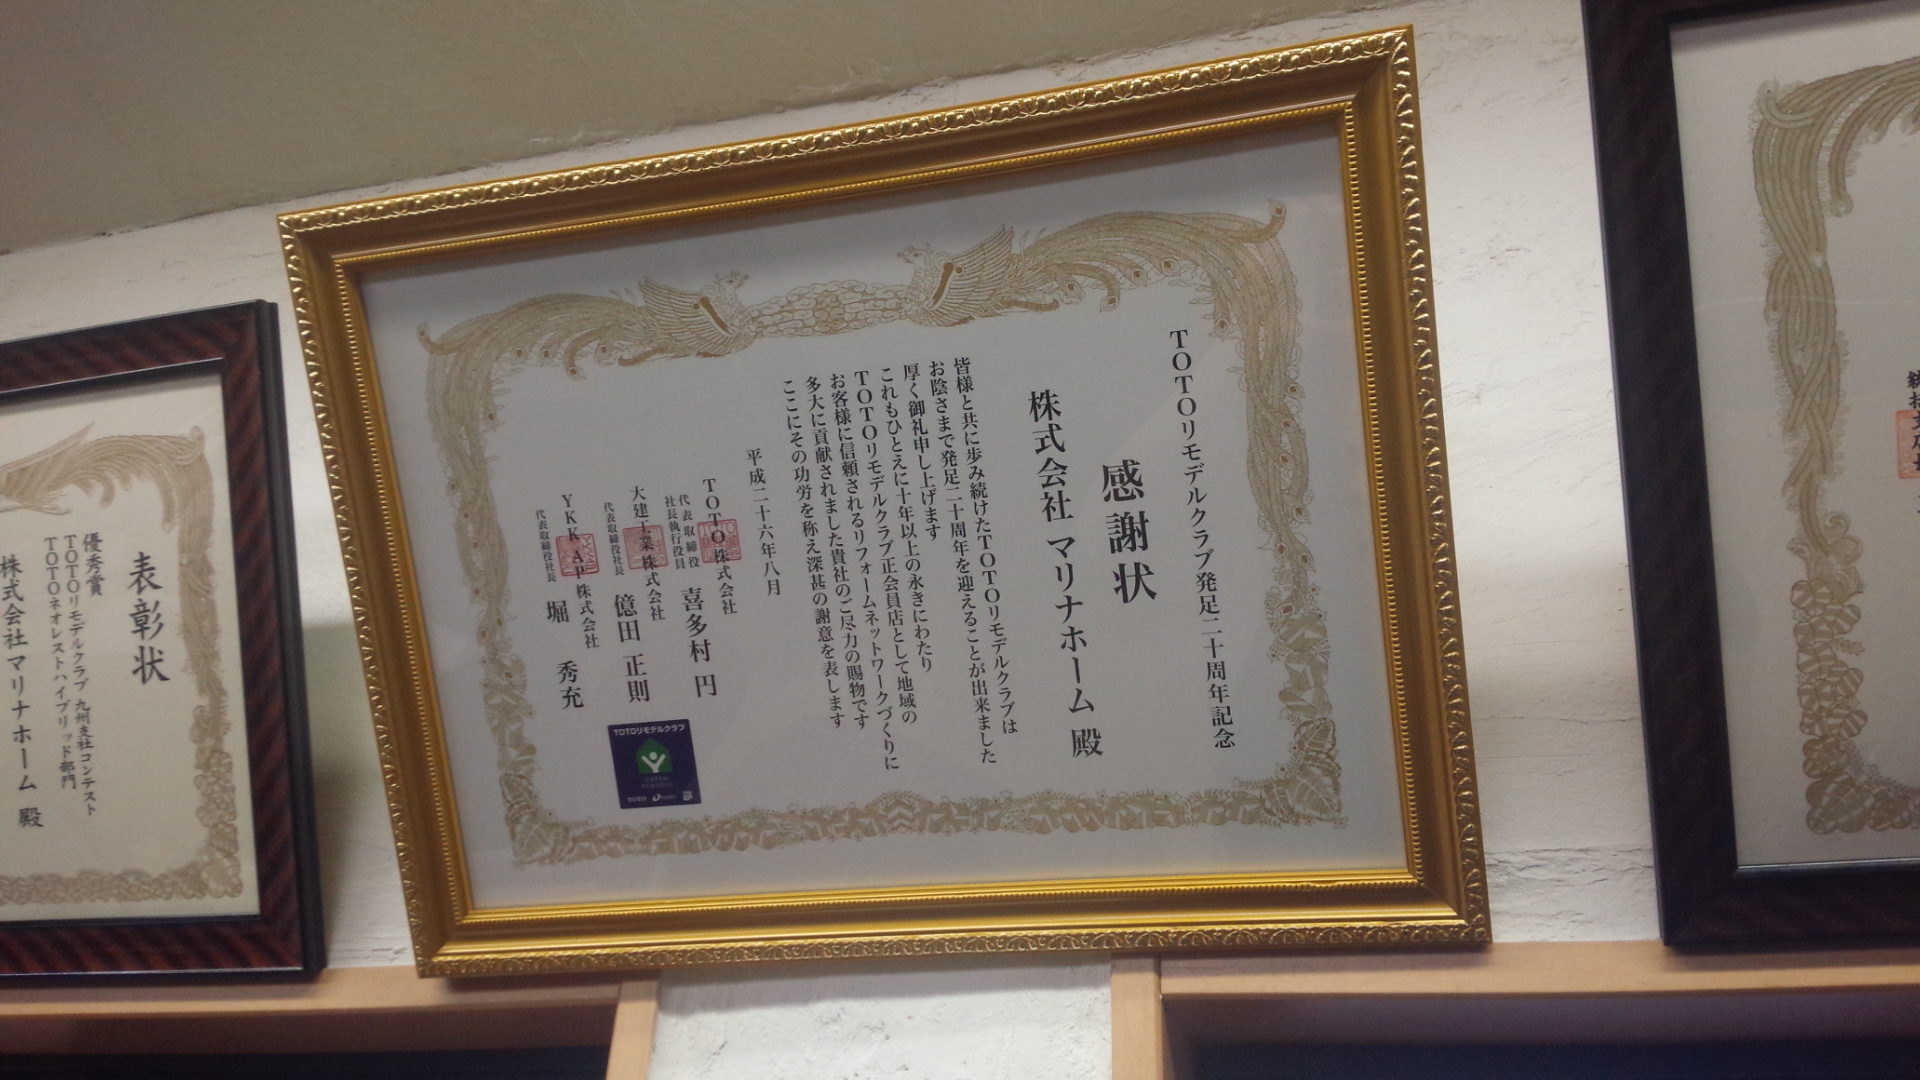 TOTOリモデルクラブ発足二十周年記念
感謝状
株式会社 マリナホーム 殿
皆様と共に歩み続けたTOTOリモデルクラブは
お陰さまで発足二十周年を迎えることが出来ました
厚く御礼申し上げます
これもひとえに十年以上の永きにわたり
TOTOリモデルクラブ正会員店として地域の
お客様に信頼されるリフォームネットワークづくりに
多大に貢献されました貴社のご尽力の賜物です
ここにその功労を称え深甚の謝意を表します
平成二十六年八月
TOTO株式会社
代表取締役
社長執行役員
喜多村 円
大建工業株式会社
代表取締役社長
億田 正則
YKK AP株式会社
代表取締役社長
堀 秀充
TOTOリモデルクラブ
TOTO
表彰状
優秀賞
TOTOリモデルクラブ 九州支社コンテスト
TOTOネオレストハイブリッド部門
株式会社 マリナホーム 殿